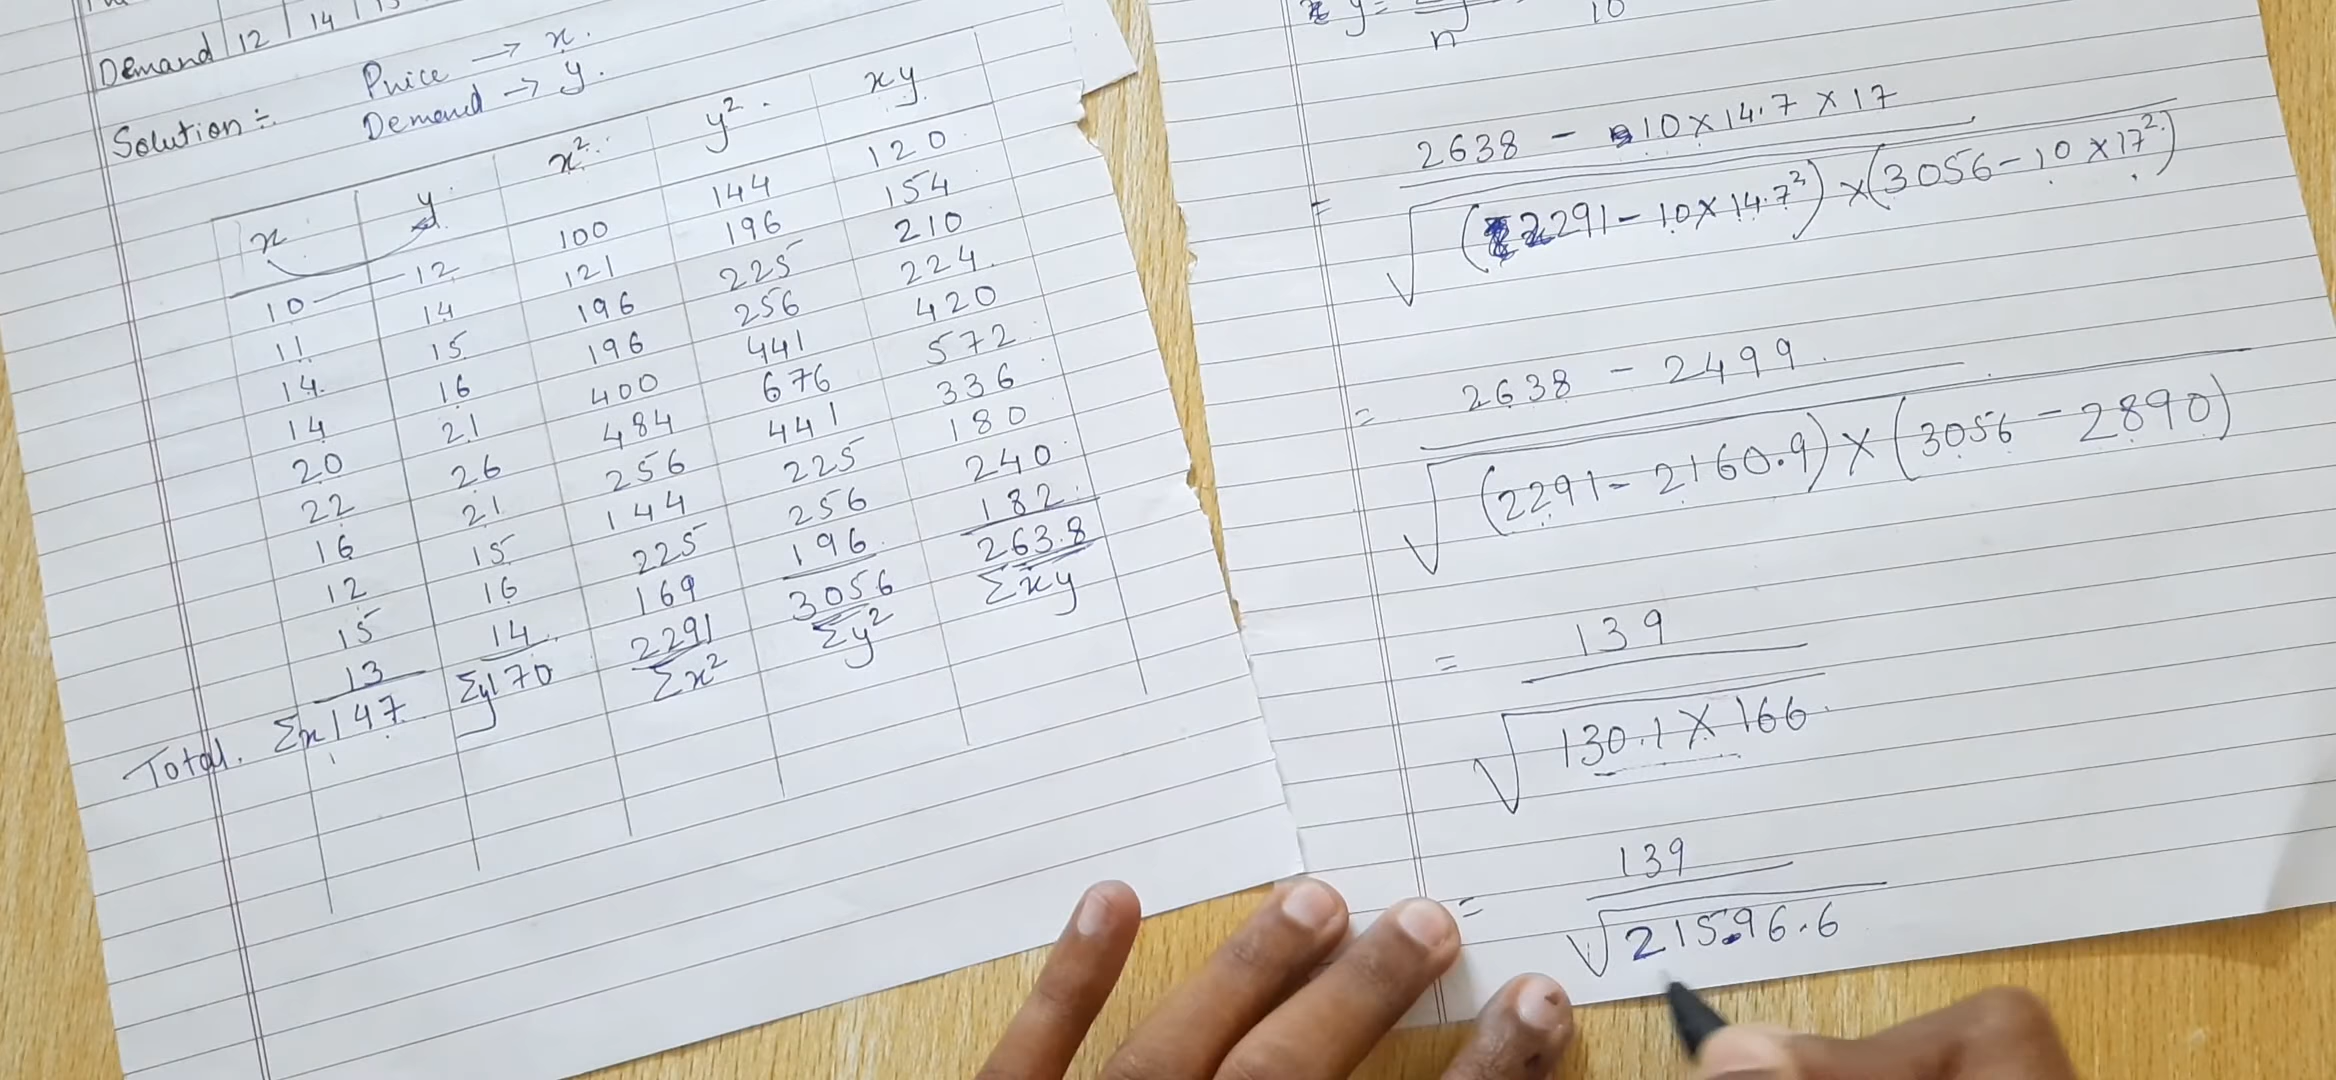 Demand | 12 | 14 |
Solution ÷
Price → x.
Demand → y.
x y x² y² xy
10 12 100 144 120
11 14 121 196 154
14 15 196 225 210
14 16 196 256 224
20 21 400 441 420
22 26 484 676 572
16 21 256 441 336
12 15 144 225 180
15 16 225 256 240
13 14 169 196 182
Total. Σx 147 Σy 170 2291 3056 263.8
Σx² Σy² Σxy
y =
n 10
2638 - 10 × 14.7 × 17
= √(2291 - 10 × 14.7²) × (3056 - 10 × 17²)
2638 - 2499
= √(2291 - 2160.9) × (3056 - 2890)
= 139
√130.1 × 166
= 139
√21596.6